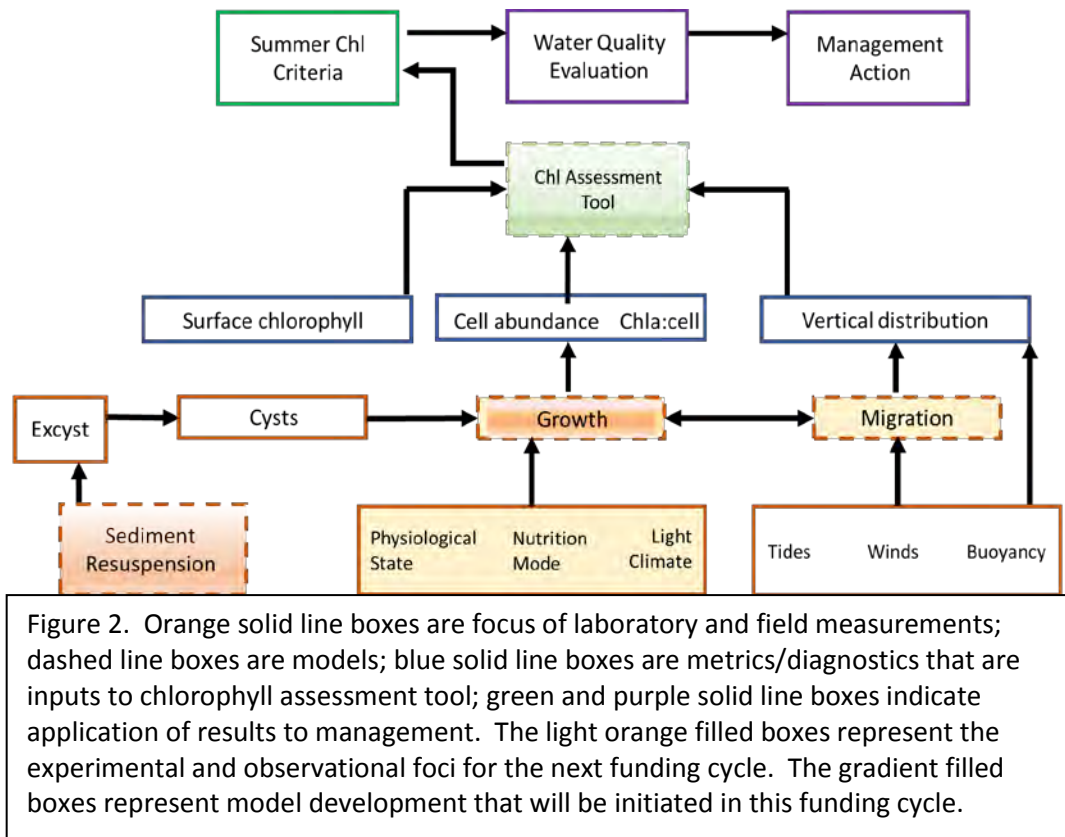 Summer Chl
Criteria
Water Quality
Evaluation
Management
Action
Chl Assessment
Tool
Surface chlorophyll
Cell abundance Chla:cell
Vertical distribution
Excyst
Cysts
Growth
Migration
Sediment
Resuspension
Physiological
State
Nutrition
Mode
Light
Climate
Tides Winds Buoyancy
Figure 2. Orange solid line boxes are focus of laboratory and field measurements;
dashed line boxes are models; blue solid line boxes are metrics/diagnostics that are
inputs to chlorophyll assessment tool; green and purple solid line boxes indicate
application of results to management. The light orange filled boxes represent the
experimental and observational foci for the next funding cycle. The gradient filled
boxes represent model development that will be initiated in this funding cycle.